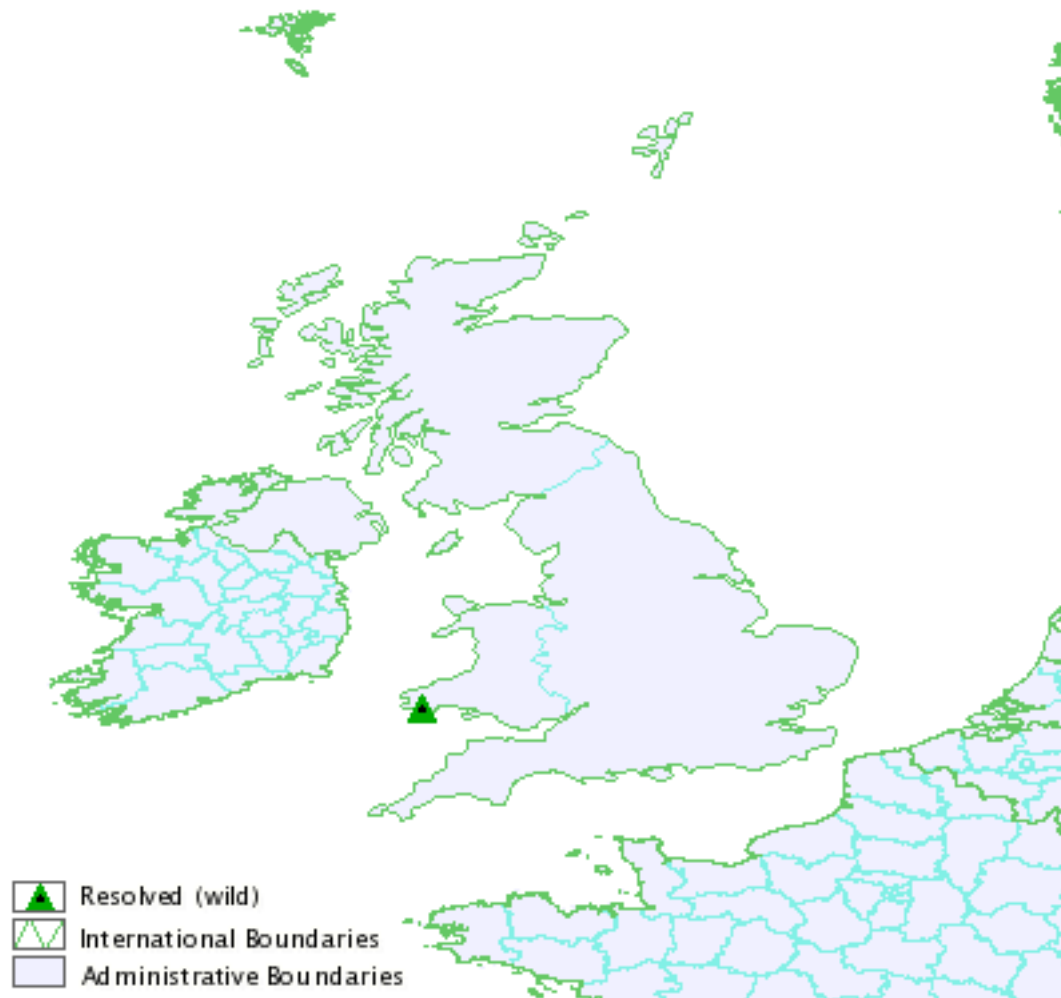 Resolved (wild)
International Boundaries
Administrative Boundaries